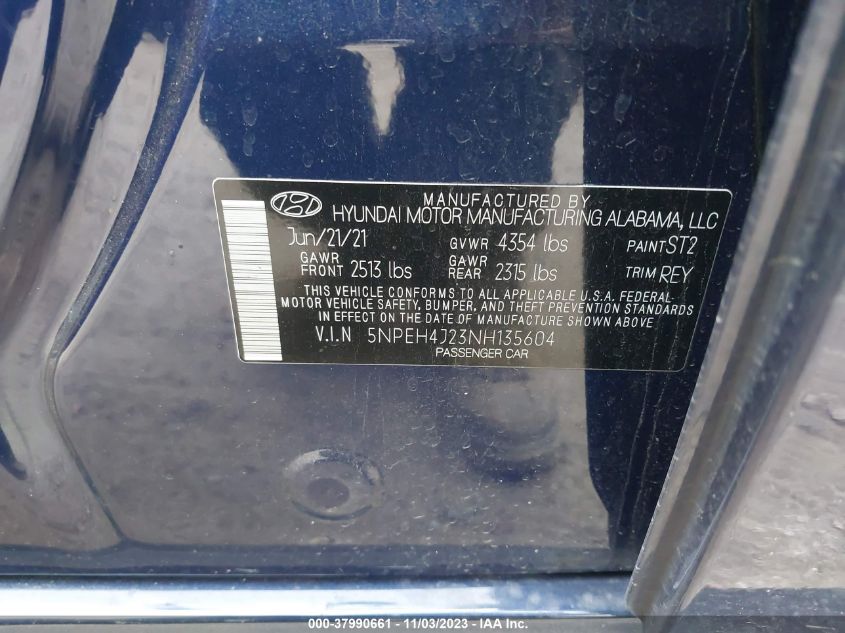 MANUFACTURED BY
HYUNDAI MOTOR MANUFACTURING ALABAMA, LLC
Jun/21/21 GVWR 4354 lbs PAINT ST2
GAWR FRONT 2513 lbs GAWR REAR 2315 lbs TRIM REY
THIS VEHICLE CONFORMS TO ALL APPLICABLE U.S.A. FEDERAL
MOTOR VEHICLE SAFETY, BUMPER, AND THEFT PREVENTION STANDARDS
IN EFFECT ON THE DATE OF MANUFACTURE SHOWN ABOVE
V.I.N 5NPEH4J23NH135604
PASSENGER CAR
000-37990661 - 11/03/2023 - IAA Inc.